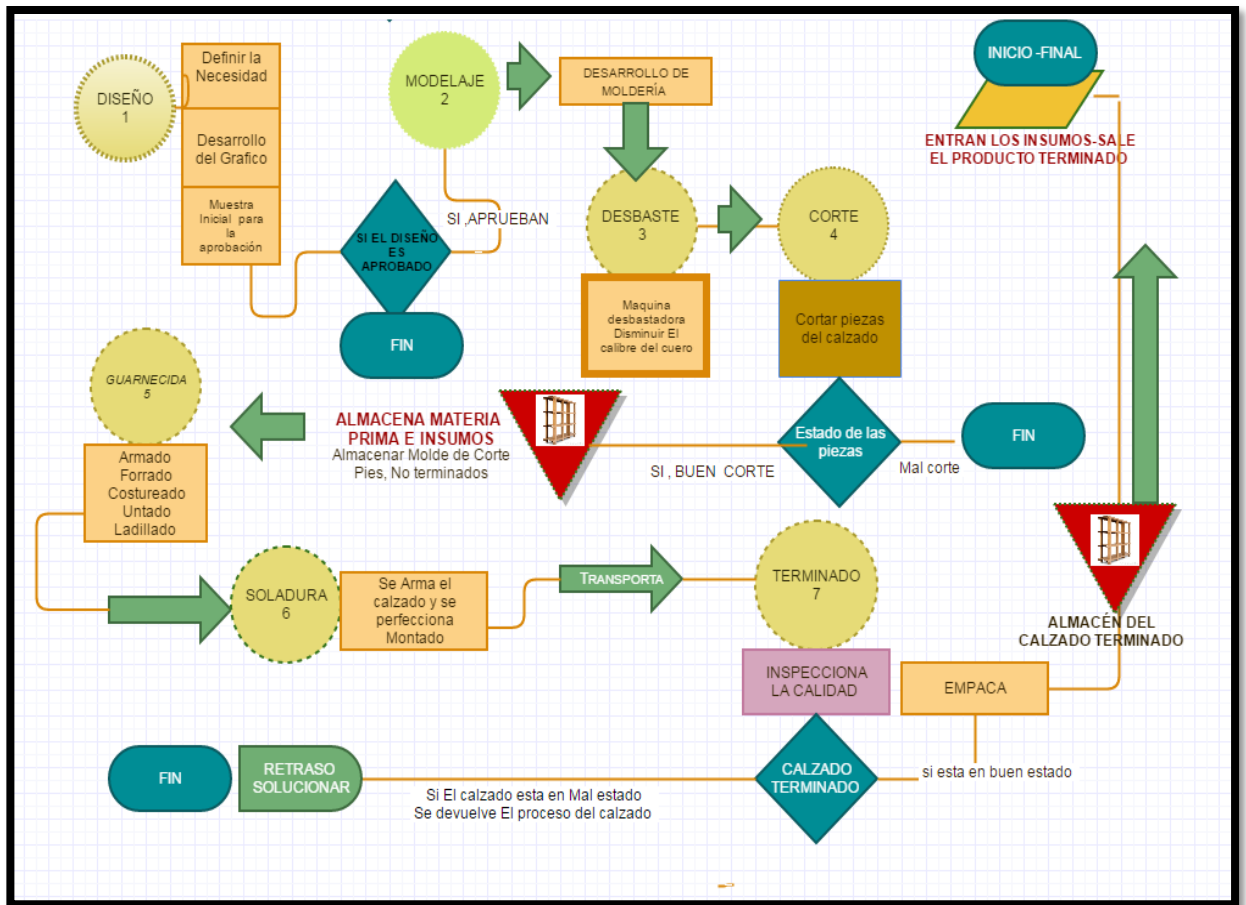 DISEÑO
1
Definir la
Necesidad
Desarrollo
del Grafico
Muestra
Inicial para
la
aprobación
SI EL DISEÑO
ES
APROBADO
FIN
SI ,APRUEBAN
MODELAJE
2
DESARROLLO DE
MOLDERÍA
DESBASTE
3
Maquina
desbastadora
Disminuir El
calibre del cuero
CORTE
4
Cortar piezas
del calzado
Estado de las
piezas
Mal corte
FIN
SI , BUEN CORTE
ALMACENA MATERIA
PRIMA E INSUMOS
Almacenar Molde de Corte
Pies, No terminados
GUARNECIDA
5
Armado
Forrado
Costureado
Untado
Ladillado
SOLADURA
6
Se Arma el
calzado y se
perfecciona
Montado
TRANSPORTA
TERMINADO
7
INSPECCIONA
LA CALIDAD
CALZADO
TERMINADO
si esta en buen estado
EMPACA
Si El calzado esta en Mal estado
Se devuelve El proceso del calzado
RETRASO
SOLUCIONAR
FIN
ALMACÉN DEL
CALZADO TERMINADO
INICIO -FINAL
ENTRAN LOS INSUMOS-SALE
EL PRODUCTO TERMINADO